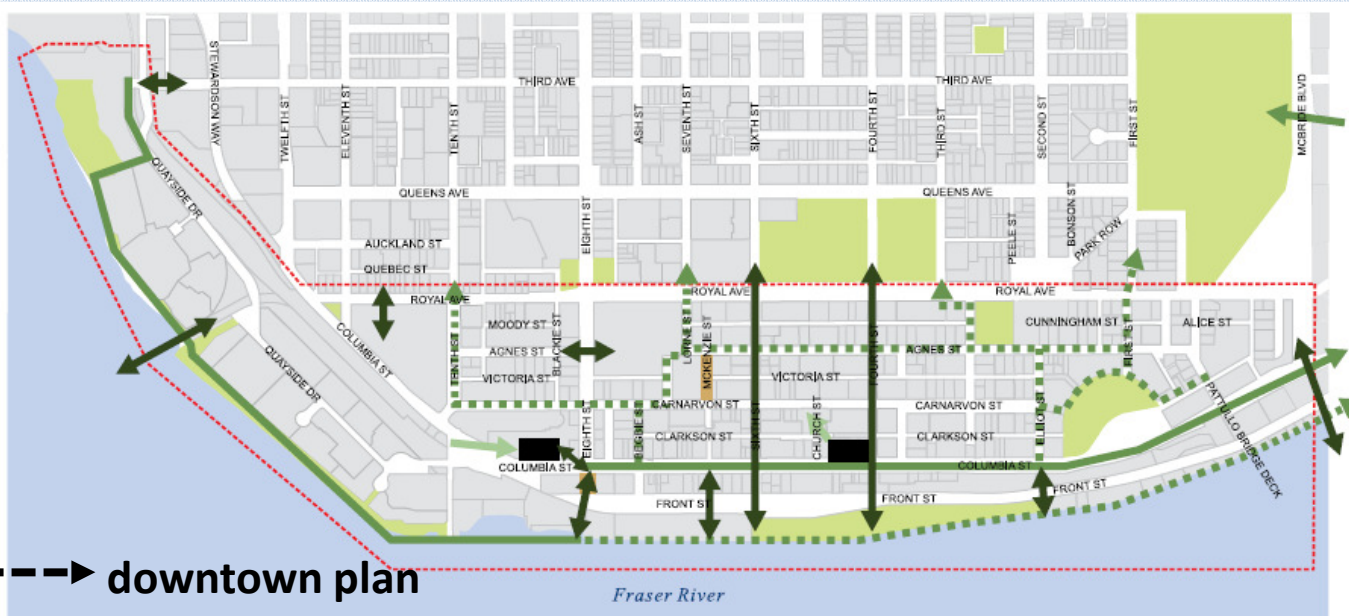 STEWARDSON WAY
THIRD AVE
THIRD AVE
TWELFTH ST
ELEVENTH ST
TENTH ST
ASH ST
SEVENTH ST
SIXTH ST
FOURTH ST
THIRD ST
SECOND ST
FIRST ST
MCBRIDE BLVD
QUAYSIDE DR
QUEENS AVE
QUEENS AVE
EIGHTH ST
PEELE ST
BONSON ST
PARK ROW
AUCKLAND ST
QUEBEC ST
ROYAL AVE
ROYAL AVE
ROYAL AVE
COLUMBIA ST
MOODY ST
BLACKIE ST
LORNE ST
MCKENZIE ST
FOURTH ST
CUNNINGHAM ST
FIRST ST
ALICE ST
QUAYSIDE DR
TENTH ST
AGNES ST
AGNES ST
VICTORIA ST
VICTORIA ST
CARNARVON ST
CARNARVON ST
PATTULLO BRIDGE DECK
EIGHTH ST
BEGBIE ST
CLARKSON ST
SIXTH ST
CHURCH ST
CLARKSON ST
ELLIOT ST
COLUMBIA ST
COLUMBIA ST
FRONT ST
FRONT ST
FRONT ST
downtown plan
Fraser River